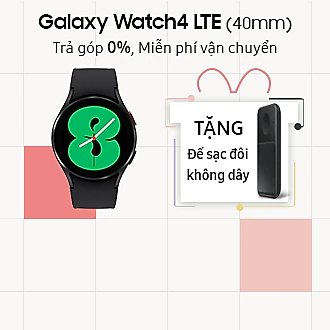 Galaxy Watch4 LTE (40mm)
Trả góp 0%, Miễn phí vận chuyển
TẶNG
Đế sạc đôi
không dây